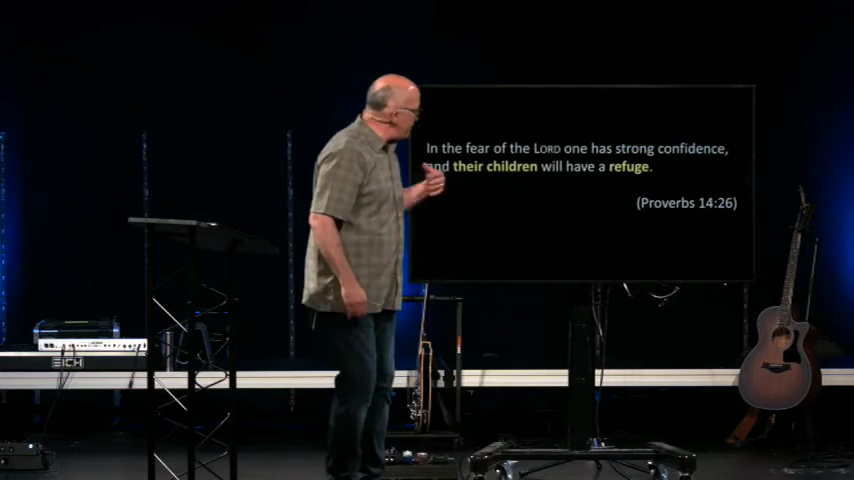 In the fear of the LORD one has strong confidence,
and their children will have a refuge.
(Proverbs 14:26)
EICH